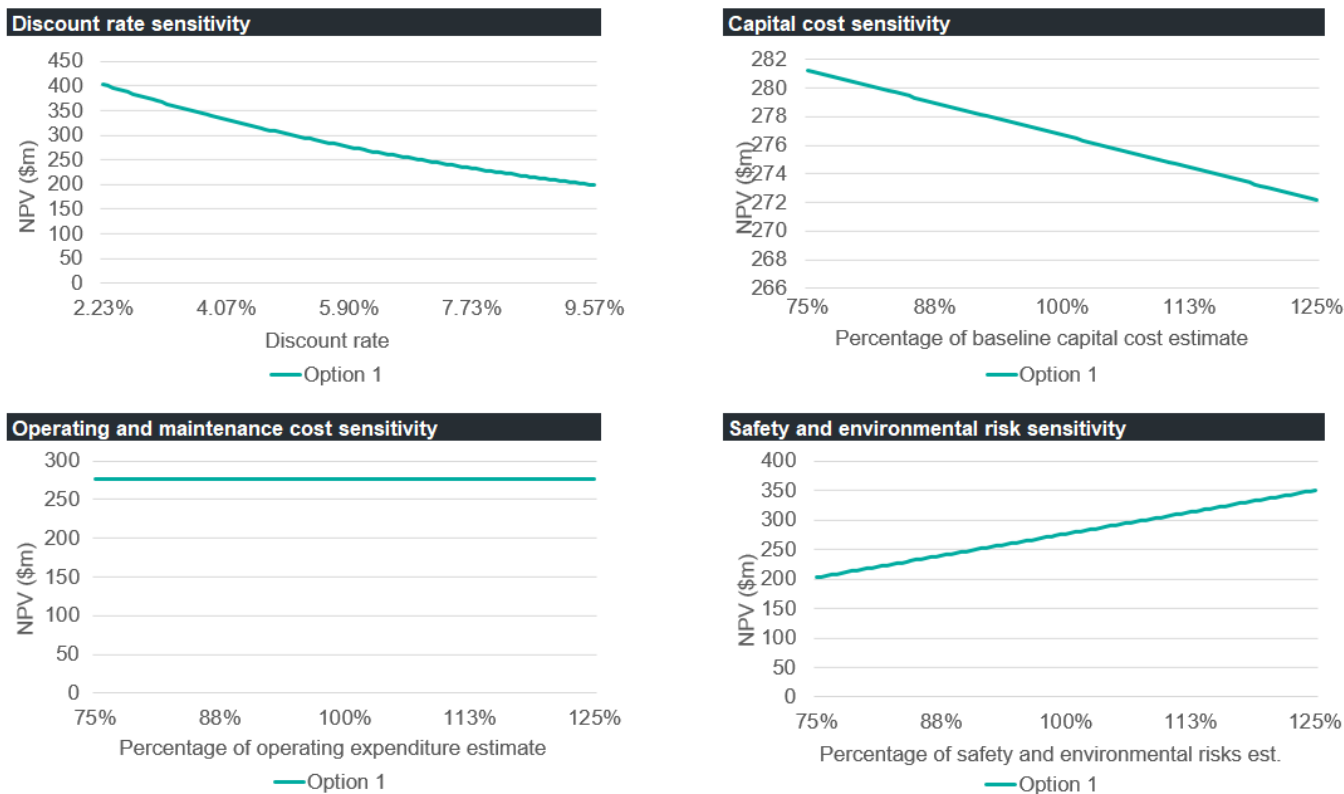 Discount rate sensitivity
450
400
350
300
250
200
150
100
50
0
NPV ($m)
2.23% 4.07% 5.90% 7.73% 9.57%
Discount rate
Option 1
Capital cost sensitivity
282
280
278
276
274
272
270
268
266
NPV ($m)
75% 88% 100% 113% 125%
Percentage of baseline capital cost estimate
Option 1
Operating and maintenance cost sensitivity
300
250
200
150
100
50
0
NPV ($m)
75% 88% 100% 113% 125%
Percentage of operating expenditure estimate
Option 1
Safety and environmental risk sensitivity
400
350
300
250
200
150
100
50
0
NPV ($m)
75% 88% 100% 113% 125%
Percentage of safety and environmental risks est.
Option 1